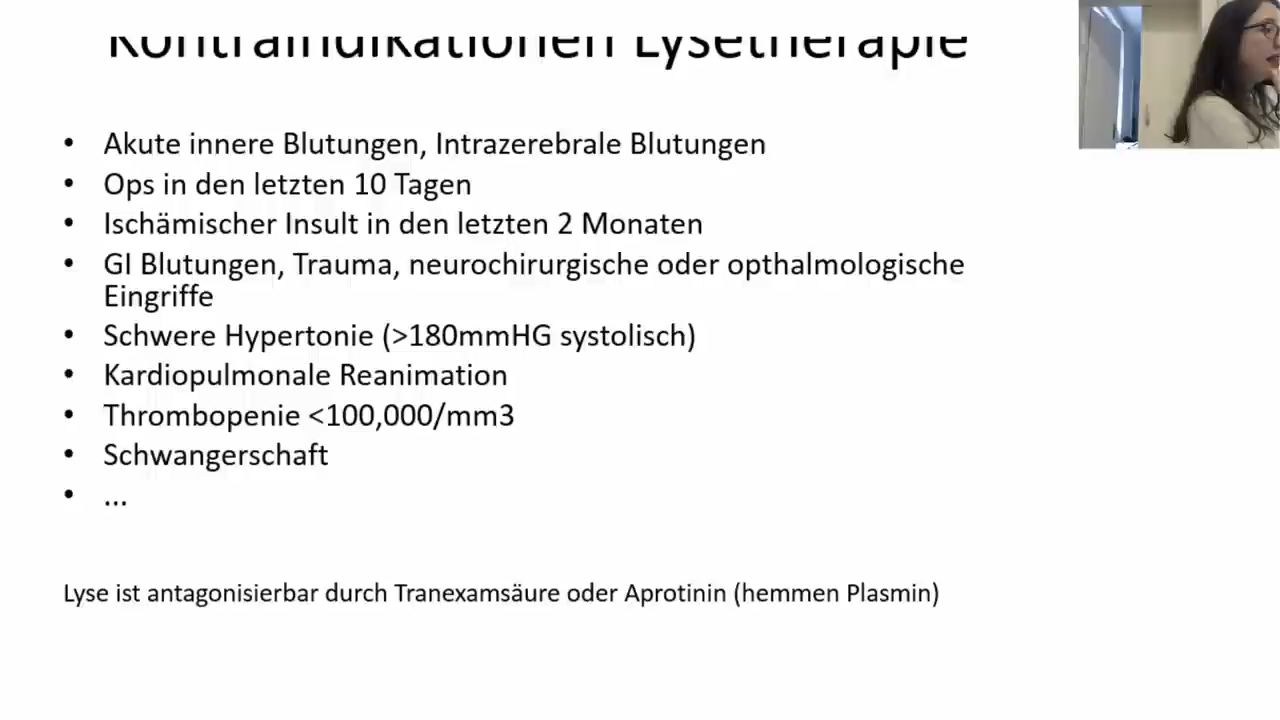 Kontraindikationen Lysetherapie
• Akute innere Blutungen, Intrazerebrale Blutungen
• Ops in den letzten 10 Tagen
• Ischämischer Insult in den letzten 2 Monaten
• GI Blutungen, Trauma, neurochirurgische oder opthalmologische
Eingriffe
• Schwere Hypertonie (>180mmHG systolisch)
• Kardiopulmonale Reanimation
• Thrombopenie <100,000/mm3
• Schwangerschaft
• ...
Lyse ist antagonisierbar durch Tranexamsäure oder Aprotinin (hemmen Plasmin)